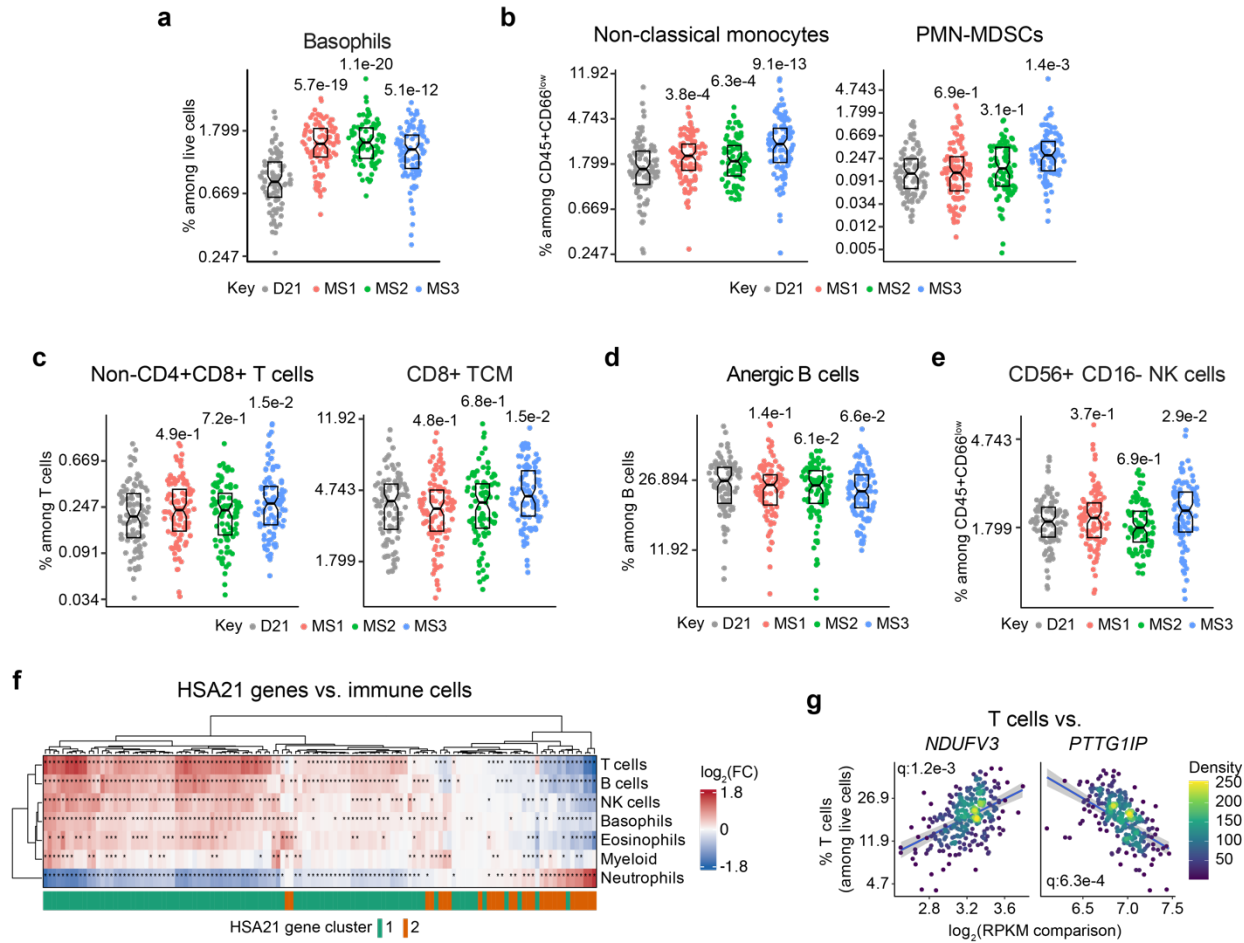 a
Basophils
% among live cells
1.799
0.669
0.247
5.7e-19
1.1e-20
5.1e-12
Key D21 MS1 MS2 MS3
b
Non-classical monocytes
% among CD45+CD66low
11.92
4.743
1.799
0.669
0.247
3.8e-4
6.3e-4
9.1e-13
PMN-MDSCs
4.743
1.799
0.669
0.247
0.091
0.034
0.012
0.005
6.9e-1
3.1e-1
1.4e-3
Key D21 MS1 MS2 MS3
c
Non-CD4+CD8+ T cells
% among T cells
0.669
0.247
0.091
0.034
4.9e-1
7.2e-1
1.5e-2
CD8+ TCM
11.92
4.743
1.799
4.8e-1
6.8e-1
1.5e-2
Key D21 MS1 MS2 MS3
d
Anergic B cells
% among B cells
26.894
11.92
1.4e-1
6.1e-2
6.6e-2
Key D21 MS1 MS2 MS3
e
CD56+ CD16- NK cells
% among CD45+CD66low
4.743
1.799
3.7e-1
6.9e-1
2.9e-2
Key D21 MS1 MS2 MS3
f
HSA21 genes vs. immune cells
T cells
B cells
NK cells
Basophils
Eosinophils
Myeloid
Neutrophils
log2(FC)
1.8
0
-1.8
HSA21 gene cluster 1 2
g
T cells vs.
NDUFV3
PTTG1IP
q:1.2e-3
q:6.3e-4
% T cells
(among live cells)
26.9
11.9
4.7
2.8 3.2 3.6
6.5 7.0 7.5
log2(RPKM comparison)
Density
250
200
150
100
50